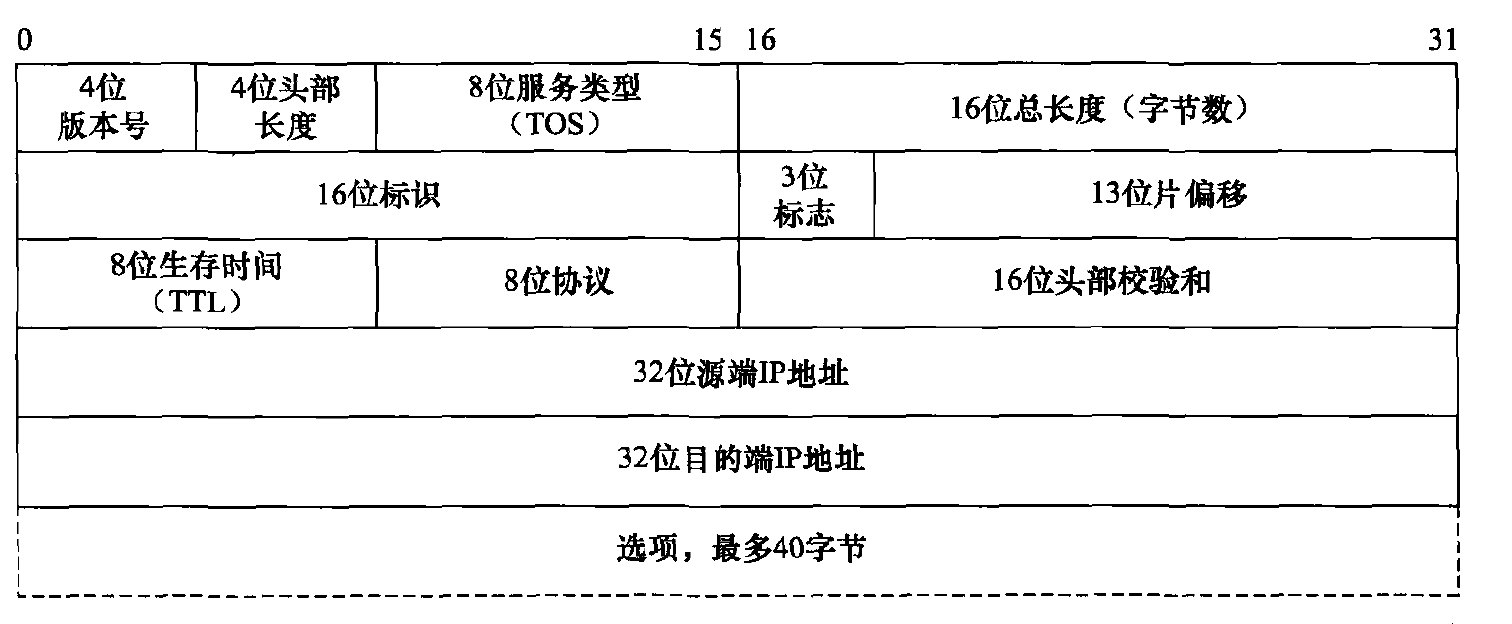 0 15 16 31
4位
版本号
4位头部
长度
8位服务类型
（TOS）
16位总长度（字节数）
16位标识
3位
标志
13位片偏移
8位生存时间
（TTL）
8位协议
16位头部校验和
32位源端IP地址
32位目的端IP地址
选项，最多40字节